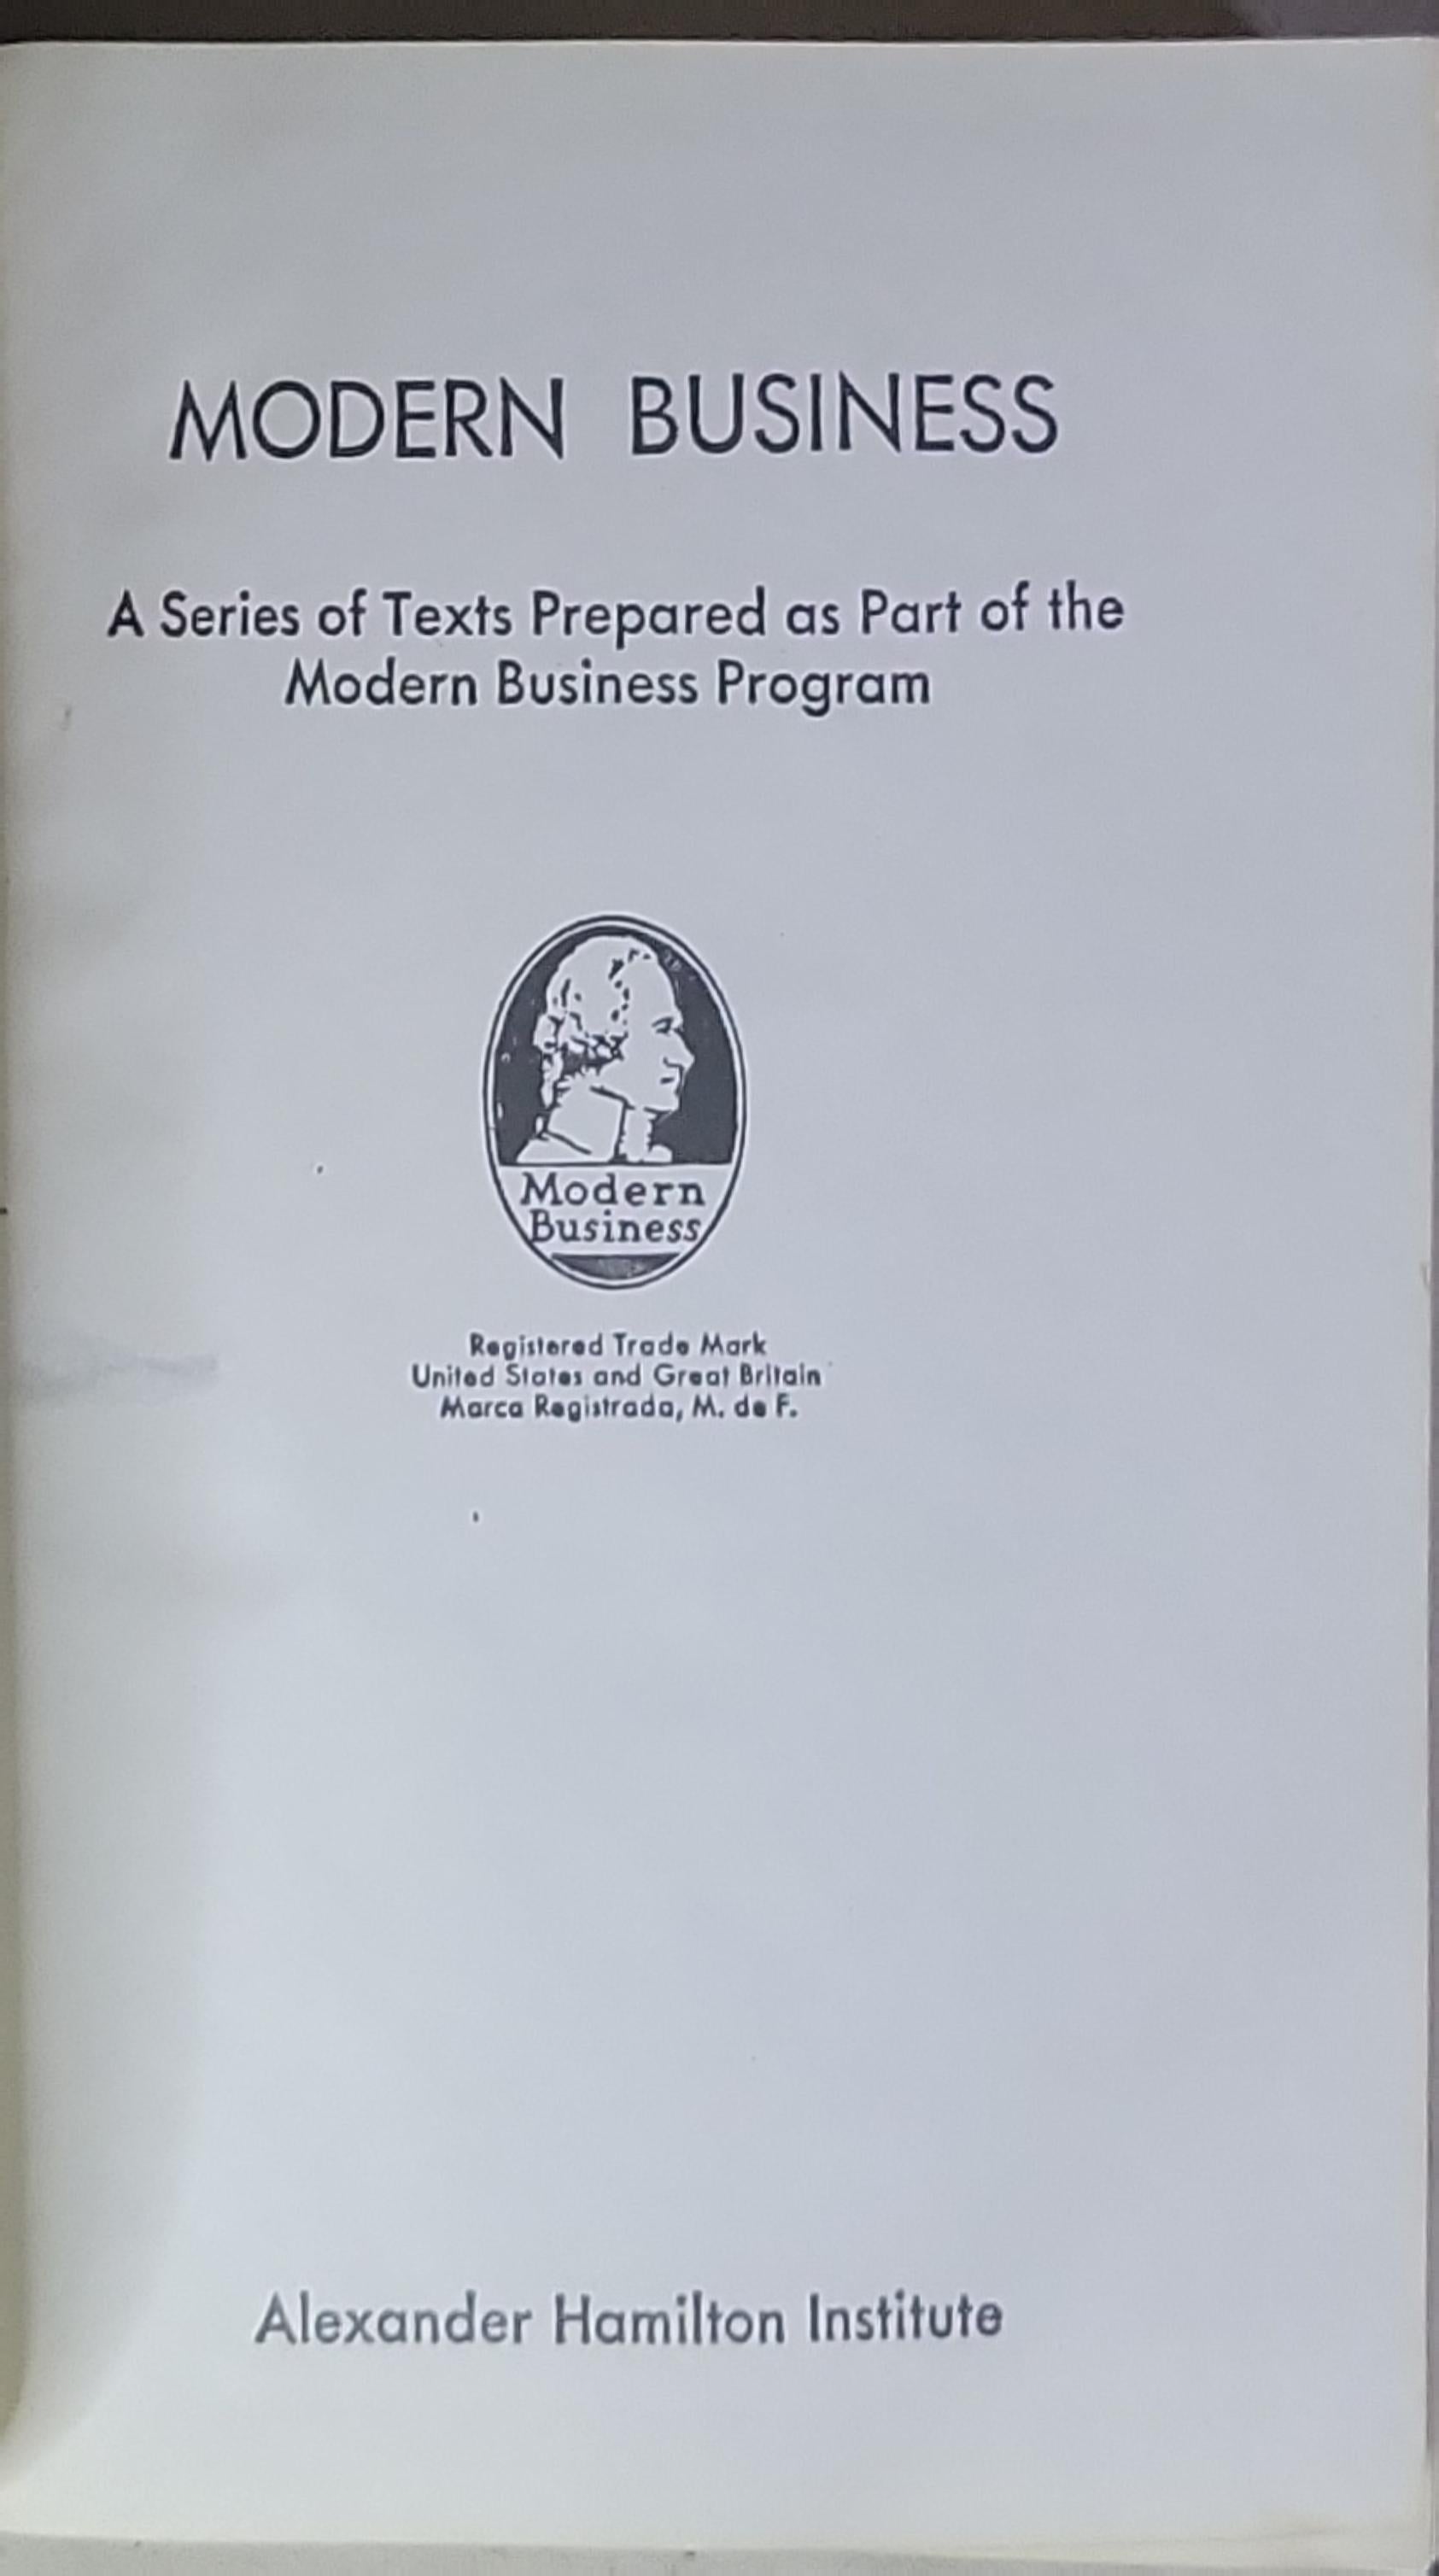 MODERN BUSINESS
A Series of Texts Prepared as Part of the
Modern Business Program
Modern
Business
Registered Trade Mark
United States and Great Britain
Marca Registrada, M. de F.
Alexander Hamilton Institute